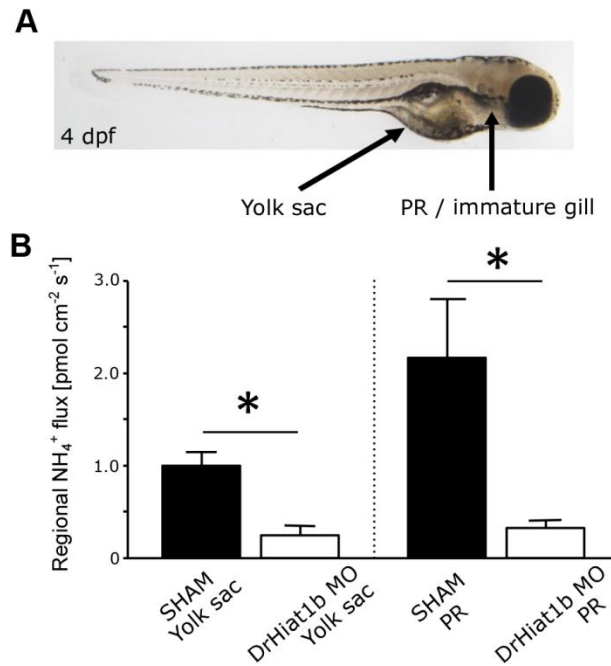 A
4 dpf
Yolk sac
PR / immature gill
B
Regional NH₄⁺ flux [pmol cm⁻² s⁻¹]
3.0
2.0
1.0
0
*
*
SHAM
Yolk sac
DrHiat1b MO
Yolk sac
SHAM
PR
DrHiat1b MO
PR